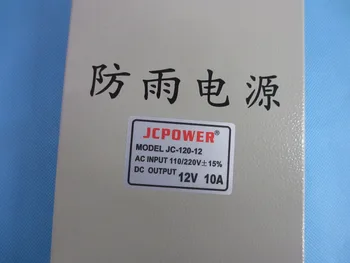 防雨电源
JCPOWER®
MODEL JC-120-12
AC INPUT 110/220V±15%
DC OUTPUT 12V 10A